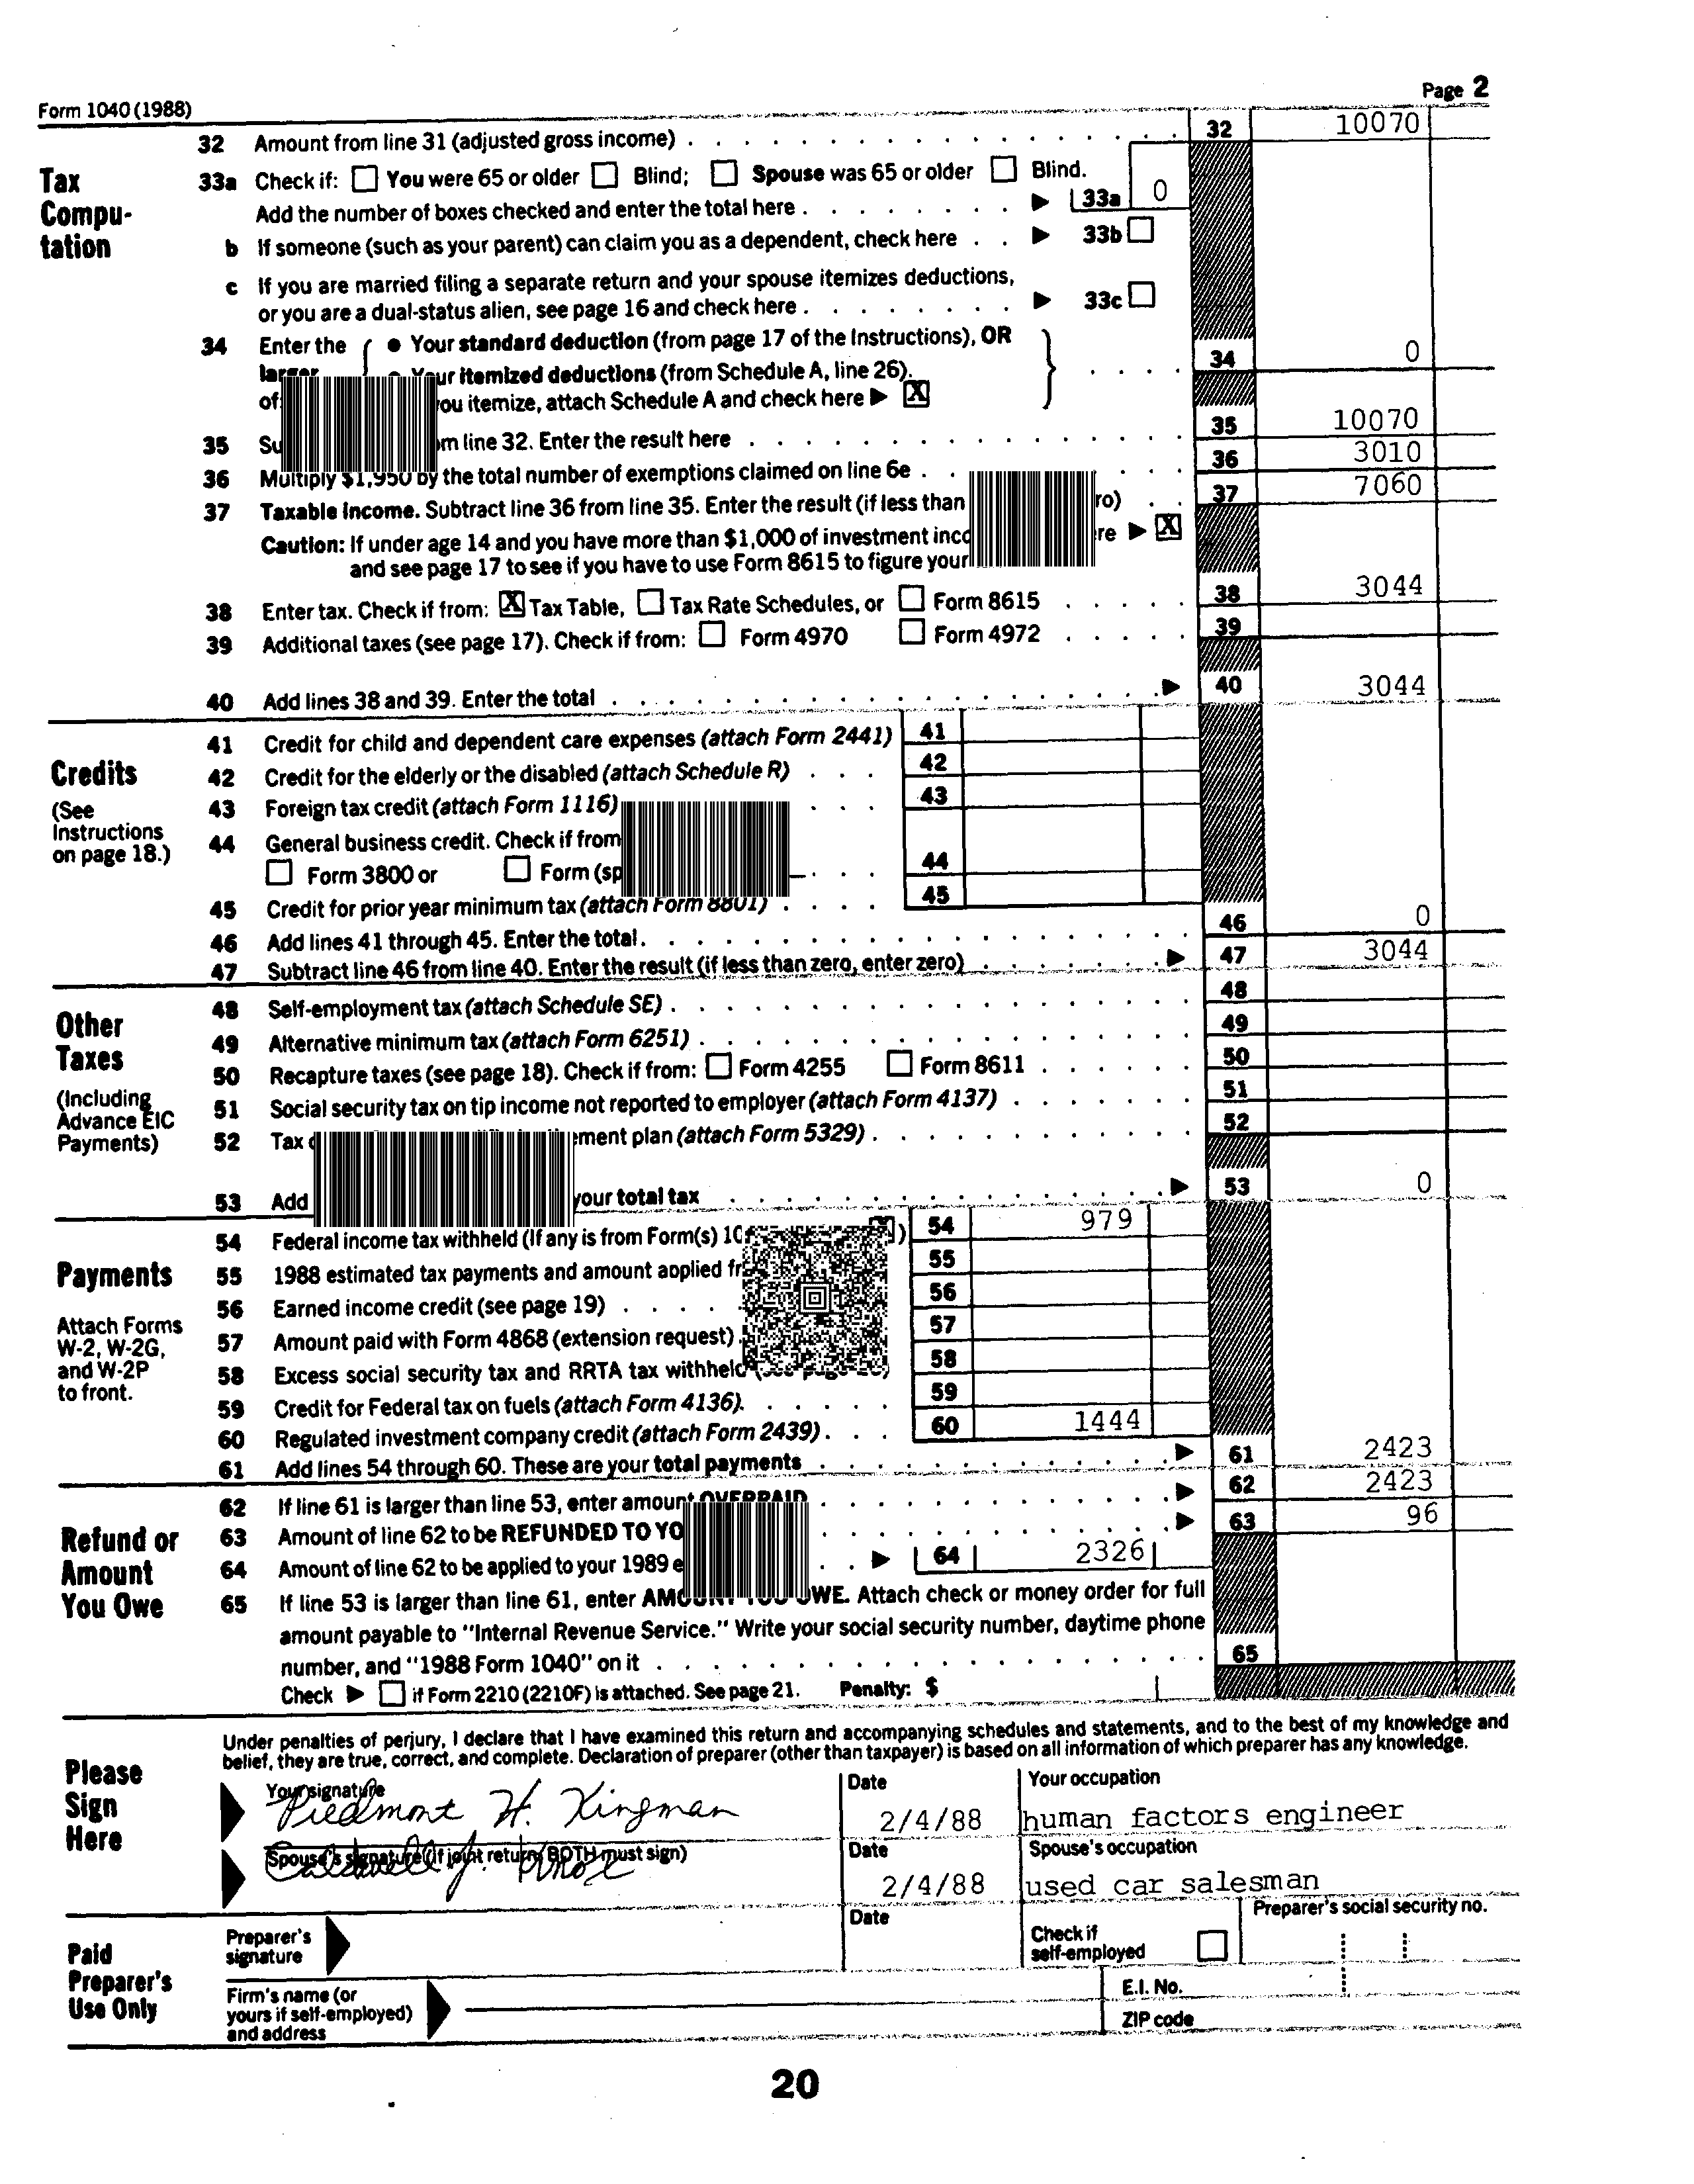 Form 1040 (1988)
Page 2
Tax Compu-tation
32 Amount from line 31 (adjusted gross income) 32 10070
33a Check if: You were 65 or older Blind; Spouse was 65 or older Blind.
Add the number of boxes checked and enter the total here 33a 0
b If someone (such as your parent) can claim you as a dependent, check here 33b
c If you are married filing a separate return and your spouse itemizes deductions,
or you are a dual-status alien, see page 16 and check here 33c
34 Enter the ● Your standard deduction (from page 17 of the Instructions), OR
larger Your itemized deductions (from Schedule A, line 26). 34 0
of: you itemize, attach Schedule A and check here X
35 line 32. Enter the result here 35 10070
36 Multiply $1,950 by the total number of exemptions claimed on line 6e 36 3010
37 Taxable income. Subtract line 36 from line 35. Enter the result (if less than 37 7060
Caution: If under age 14 and you have more than $1,000 of investment X
and see page 17 to see if you have to use Form 8615 to figure your
38 Enter tax. Check if from: X Tax Table, Tax Rate Schedules, or Form 8615 38 3044
39 Additional taxes (see page 17). Check if from: Form 4970 Form 4972 39
40 Add lines 38 and 39. Enter the total 40 3044
Credits
(See Instructions on page 18.)
41 Credit for child and dependent care expenses (attach Form 2441) 41
42 Credit for the elderly or the disabled (attach Schedule R) 42
43 Foreign tax credit (attach Form 1116) 43
44 General business credit. Check if from
Form 3800 or Form 44
45 Credit for prior year minimum tax (attach Form 8801) 45
46 Add lines 41 through 45. Enter the total. 46 0
47 Subtract line 46 from line 40. Enter the result (if less than zero, enter zero) 47 3044
Other Taxes
(Including Advance EIC Payments)
48 Self-employment tax (attach Schedule SE) 48
49 Alternative minimum tax (attach Form 6251) 49
50 Recapture taxes (see page 18). Check if from: Form 4255 Form 8611 50
51 Social security tax on tip income not reported to employer (attach Form 4137) 51
52 Tax plan (attach Form 5329) 52
53 Add your total tax 53 0
Payments
Attach Forms W-2, W-2G, and W-2P to front.
54 Federal income tax withheld (If any is from Form(s) 54 979
55 1988 estimated tax payments and amount applied 55
56 Earned income credit (see page 19) 56
57 Amount paid with Form 4868 (extension request) 57
58 Excess social security tax and RRTA tax withheld 58
59 Credit for Federal tax on fuels (attach Form 4136). 59
60 Regulated investment company credit (attach Form 2439) 60 1444
61 Add lines 54 through 60. These are your total payments 61 2423
Refund or Amount You Owe
62 If line 61 is larger than line 53, enter amount OVERPAID 62 2423
63 Amount of line 62 to be REFUNDED TO 63 96
64 Amount of line 62 to be applied to your 1989 64 2326
65 If line 53 is larger than line 61, enter AMOUNT YOU OWE. Attach check or money order for full
amount payable to "Internal Revenue Service." Write your social security number, daytime phone
number, and "1988 Form 1040" on it 65
Check if Form 2210 (2210F) is attached. See page 21. Penalty: $
Please Sign Here
Under penalties of perjury, I declare that I have examined this return and accompanying schedules and statements, and to the best of my knowledge and
belief, they are true, correct, and complete. Declaration of preparer (other than taxpayer) is based on all information of which preparer has any knowledge.
Your signature Date Your occupation
Piedmont H. Kingman 2/4/88 human factors engineer
Spouse's signature (if joint return, BOTH must sign) Date Spouse's occupation
Caldwell J. 2/4/88 used car salesman
Paid Preparer's Use Only
Preparer's signature Date Check if self-employed Preparer's social security no.
Firm's name (or yours if self-employed) and address E.I. No.
ZIP code
20